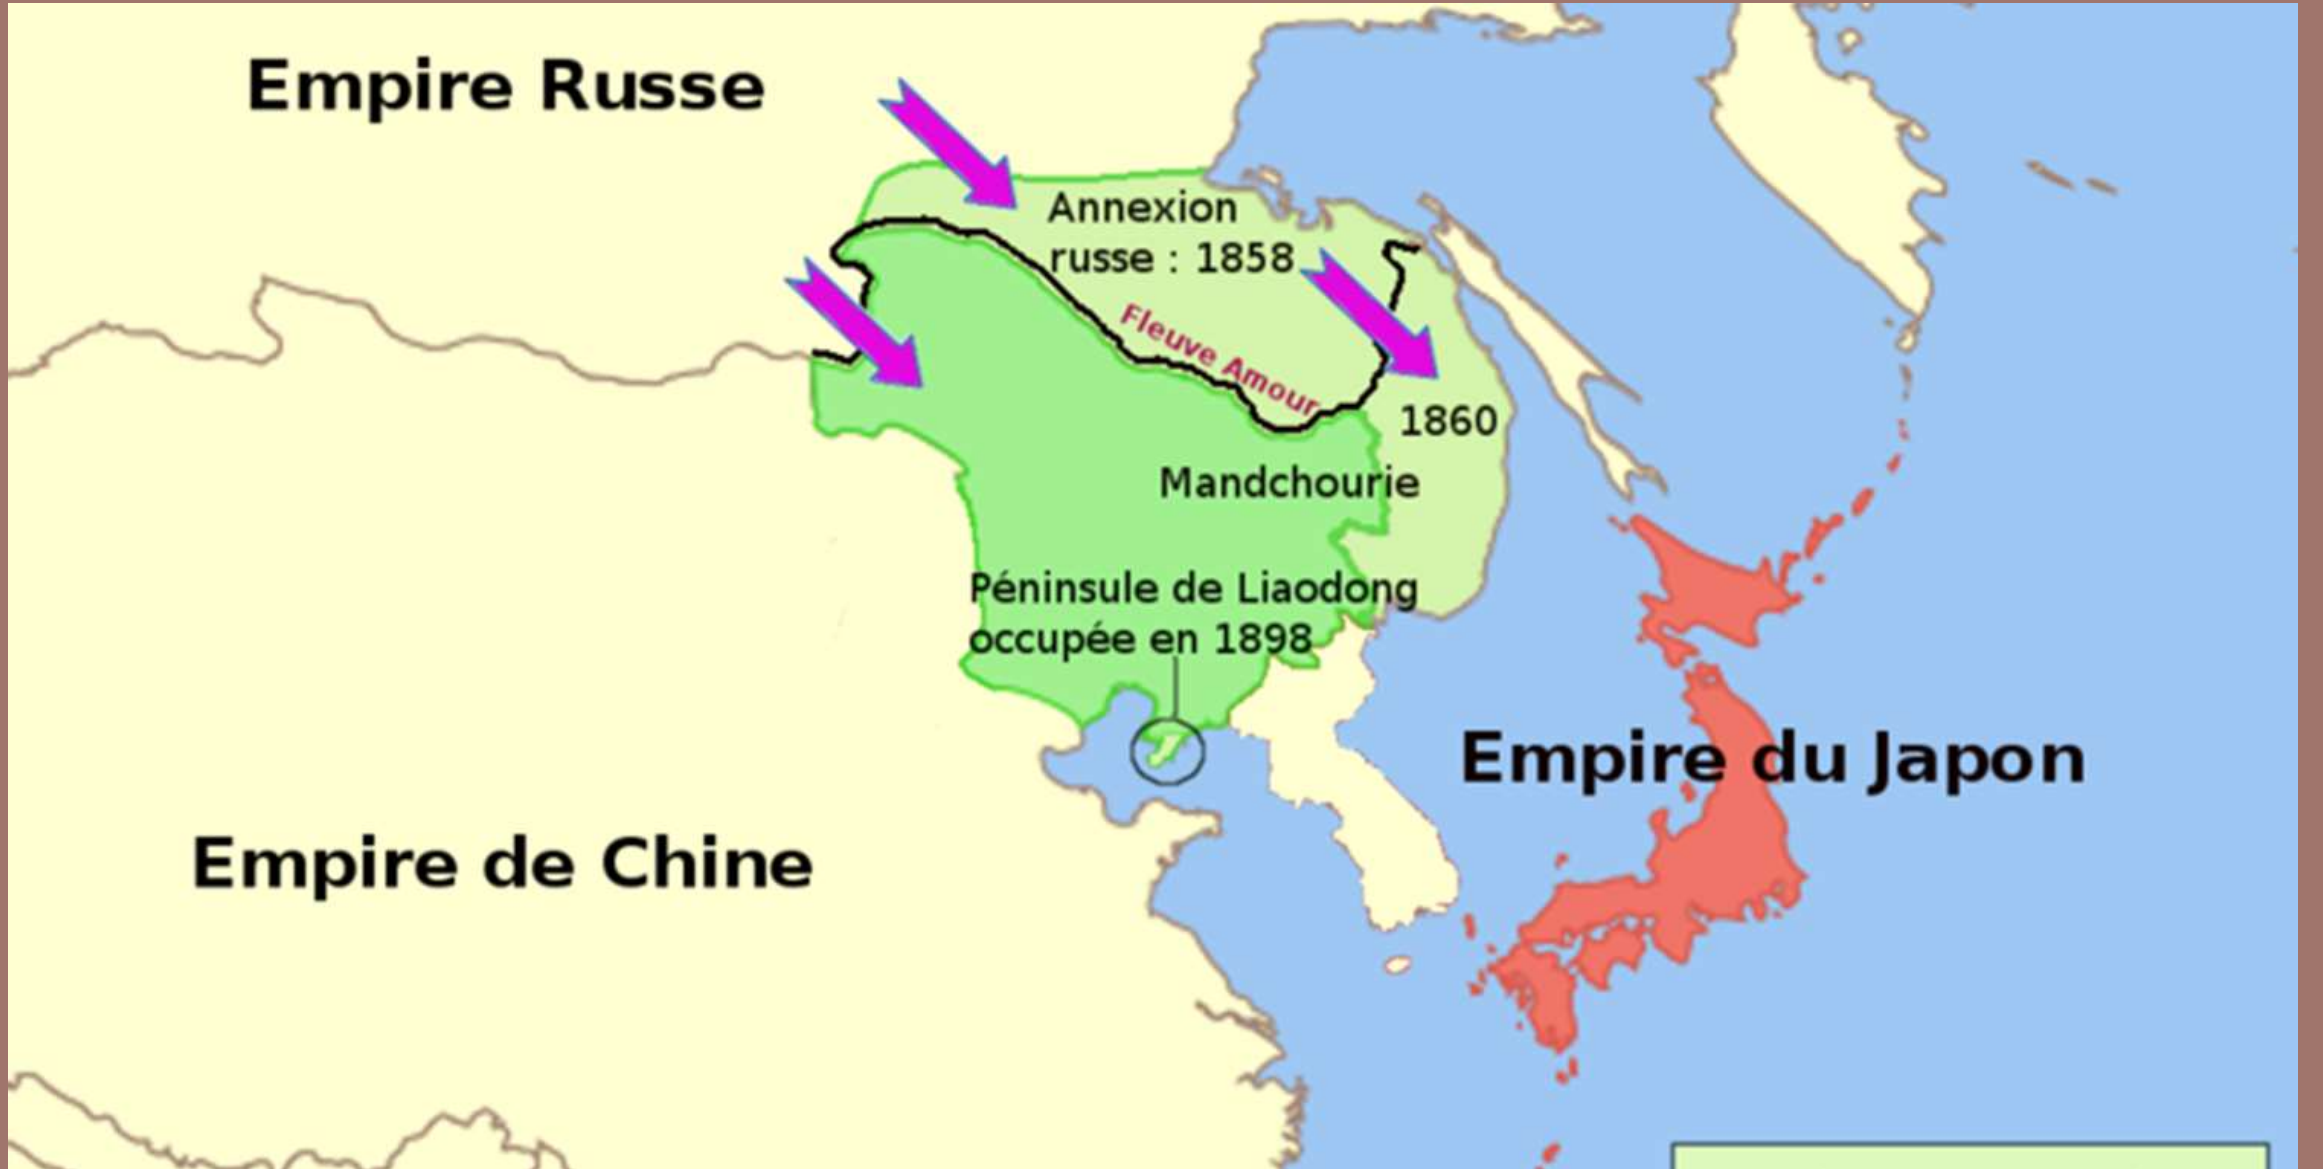 Empire Russe
Annexion
russe : 1858
Fleuve Amour
1860
Mandchourie
Péninsule de Liaodong
occupée en 1898
Empire du Japon
Empire de Chine